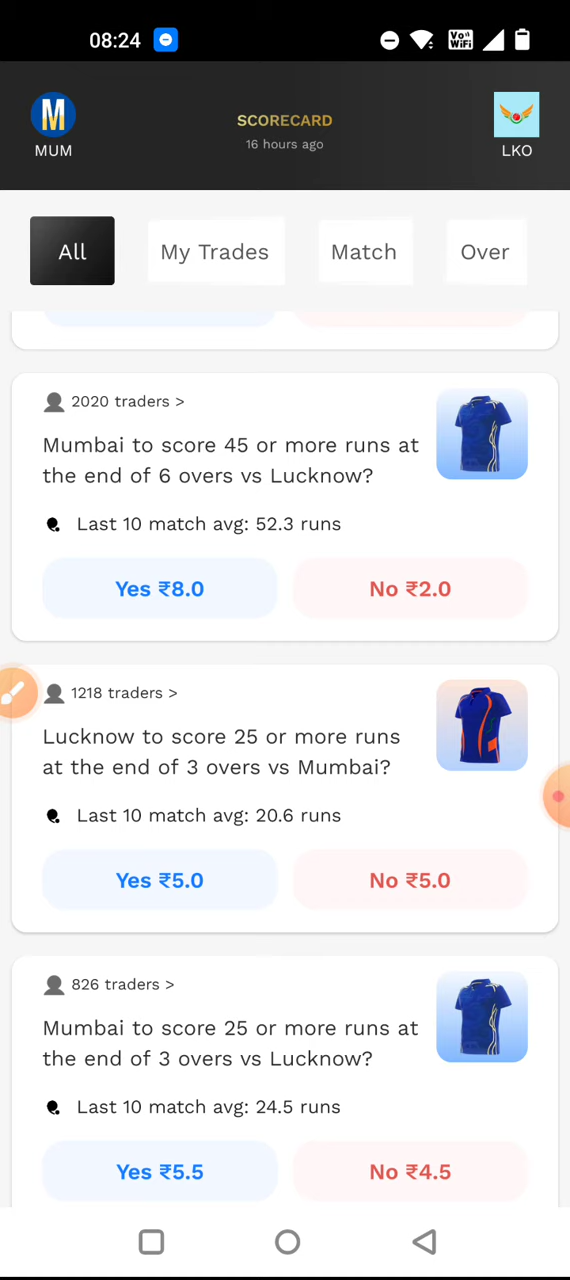 08:24
Vo))
WiFi
M
MUM
SCORECARD
16 hours ago
LKO
All
My Trades
Match
Over
2020 traders >
Mumbai to score 45 or more runs at
the end of 6 overs vs Lucknow?
Last 10 match avg: 52.3 runs
Yes ₹8.0
No ₹2.0
1218 traders >
Lucknow to score 25 or more runs
at the end of 3 overs vs Mumbai?
Last 10 match avg: 20.6 runs
Yes ₹5.0
No ₹5.0
826 traders >
Mumbai to score 25 or more runs at
the end of 3 overs vs Lucknow?
Last 10 match avg: 24.5 runs
Yes ₹5.5
No ₹4.5